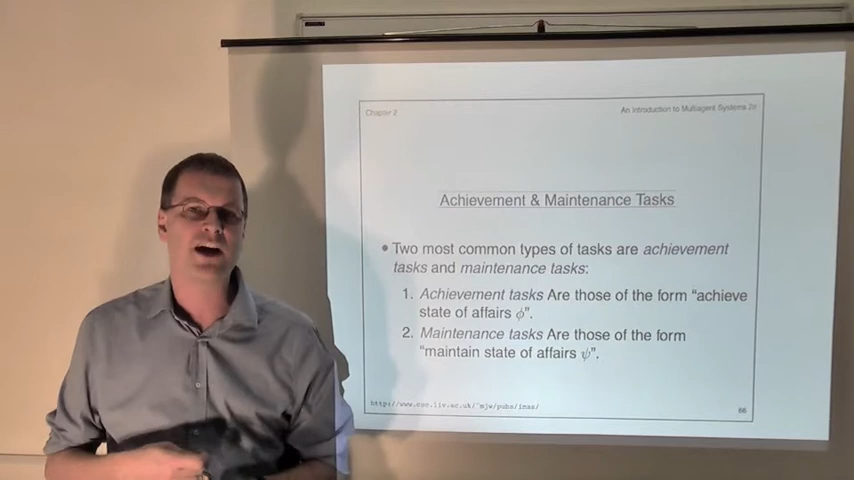 Chapter 2
An Introduction to Multiagent Systems 2e
Achievement & Maintenance Tasks
• Two most common types of tasks are achievement
tasks and maintenance tasks:
1. Achievement tasks Are those of the form “achieve
state of affairs ϕ”.
2. Maintenance tasks Are those of the form
“maintain state of affairs ψ”.
http://www.csc.liv.ac.uk/~mjw/pubs/imas/